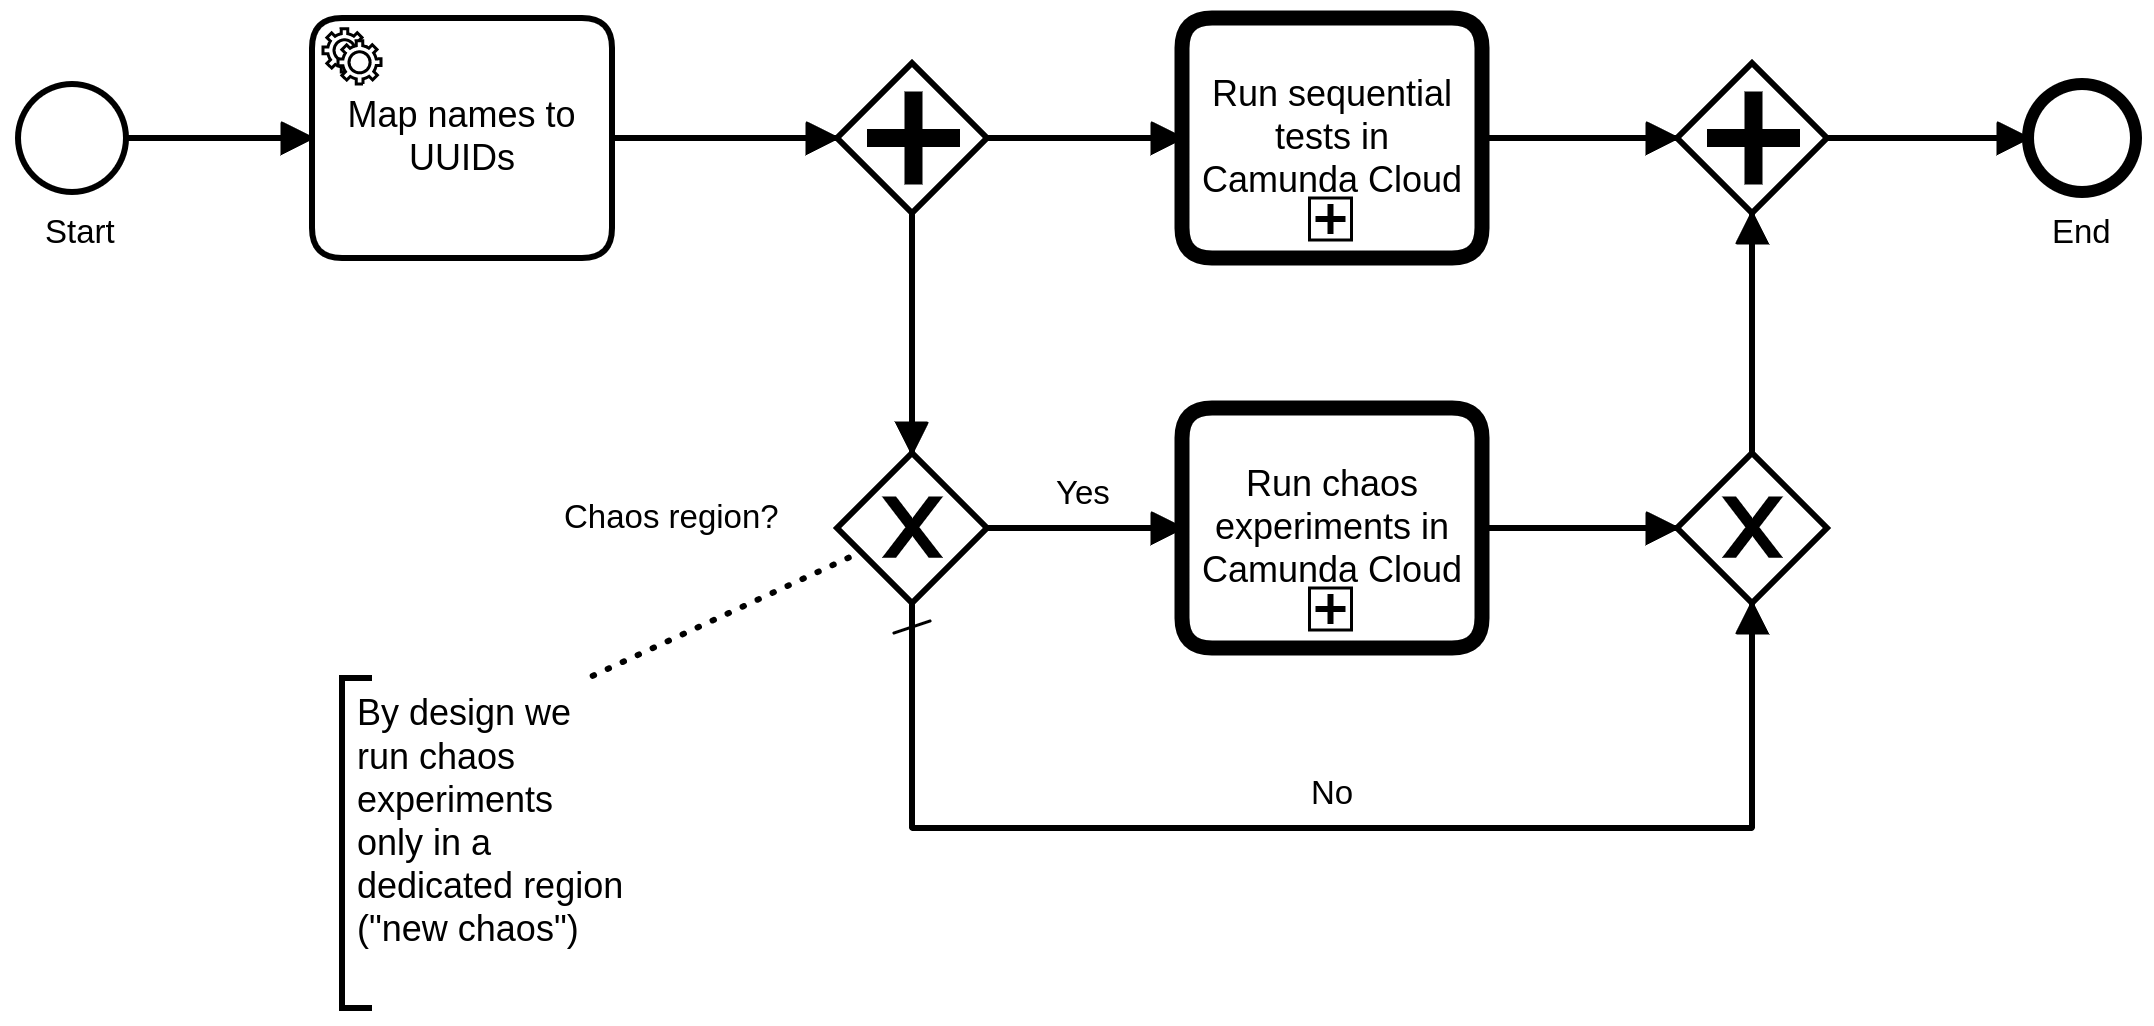 Start
Map names to
UUIDs
Run sequential
tests in
Camunda Cloud
End
Chaos region?
Yes
Run chaos
experiments in
Camunda Cloud
No
By design we
run chaos
experiments
only in a
dedicated region
("new chaos")